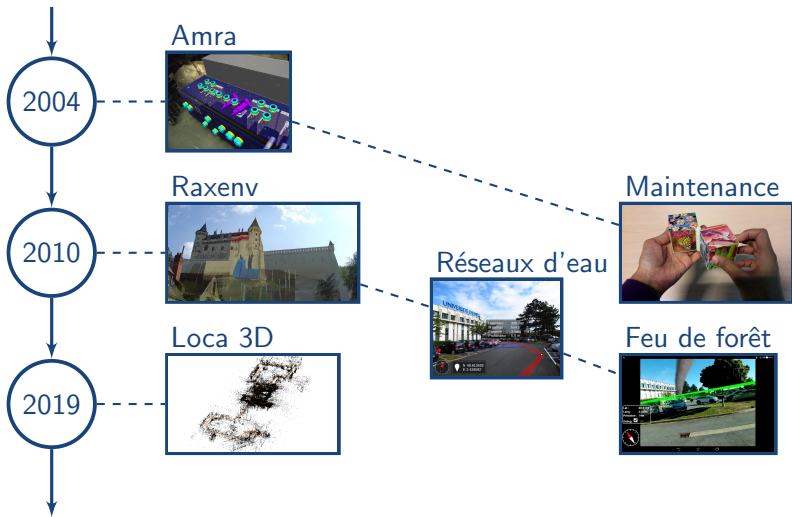 Amra
2004
Raxenv
Maintenance
2010
Réseaux d'eau
Loca 3D
Feu de forêt
2019